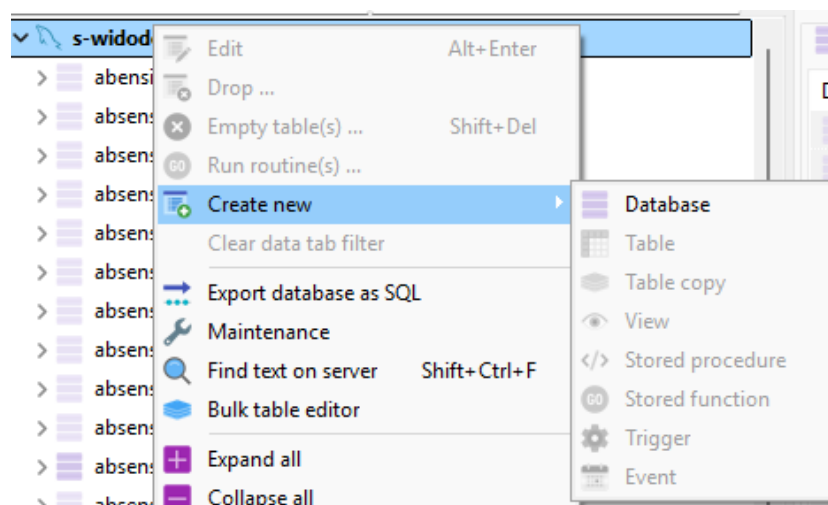 s-widod
abensi
absens
absens
absens
absens
absens
absens
absens
absens
absens
absens
Edit Alt+Enter
Drop ...
Empty table(s) ... Shift+Del
Run routine(s) ...
Create new
Clear data tab filter
Export database as SQL
Maintenance
Find text on server Shift+Ctrl+F
Bulk table editor
Expand all
Collapse all
Database
Table
Table copy
View
Stored procedure
GO Stored function
Trigger
Event